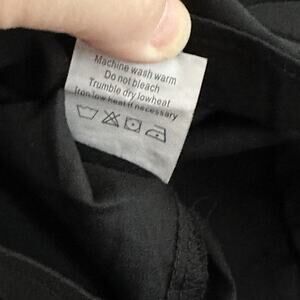 Machine wash warm
Do not bleach
Trumble dry lowheat
Iron low heat if necessary